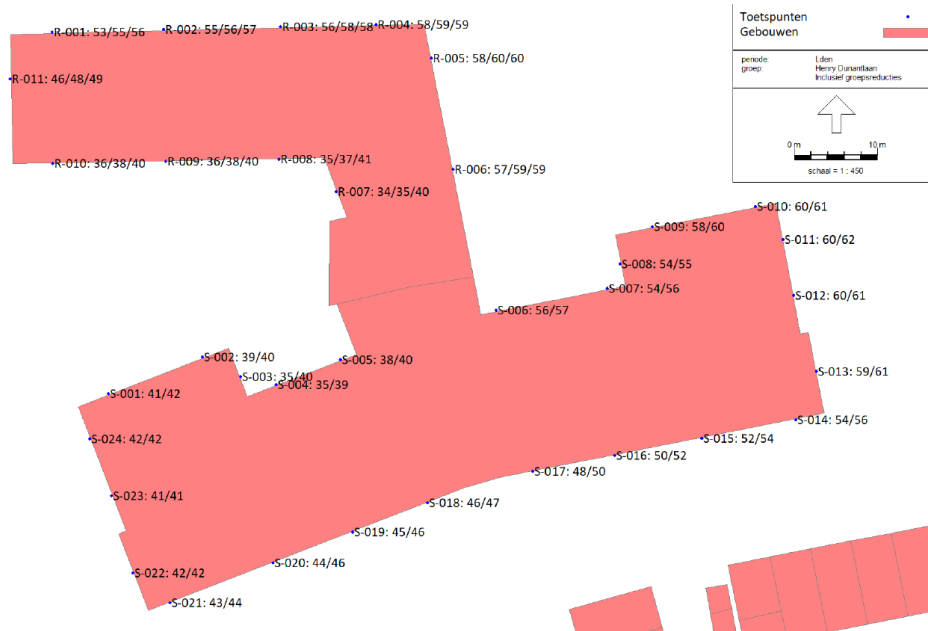 R-001: 53/55/56
R-002: 55/56/57
R-003: 56/58/58
R-004: 58/59/59
R-005: 58/60/60
R-011: 46/48/49
R-010: 36/38/40
R-009: 36/38/40
R-008: 35/37/41
R-006: 57/59/59
R-007: 34/35/40
Toetspunten
Gebouwen
periode: Lden
groep: Henry Dunantlaan
Inclusief groepsreducties
0 m 10 m
schaal = 1 : 450
S-010: 60/61
S-009: 58/60
S-011: 60/62
S-008: 54/55
S-007: 54/56
S-012: 60/61
S-006: 56/57
S-002: 39/40
S-005: 38/40
S-003: 35/40
S-004: 35/39
S-013: 59/61
S-001: 41/42
S-014: 54/56
S-024: 42/42
S-015: 52/54
S-016: 50/52
S-017: 48/50
S-023: 41/41
S-018: 46/47
S-019: 45/46
S-020: 44/46
S-022: 42/42
S-021: 43/44